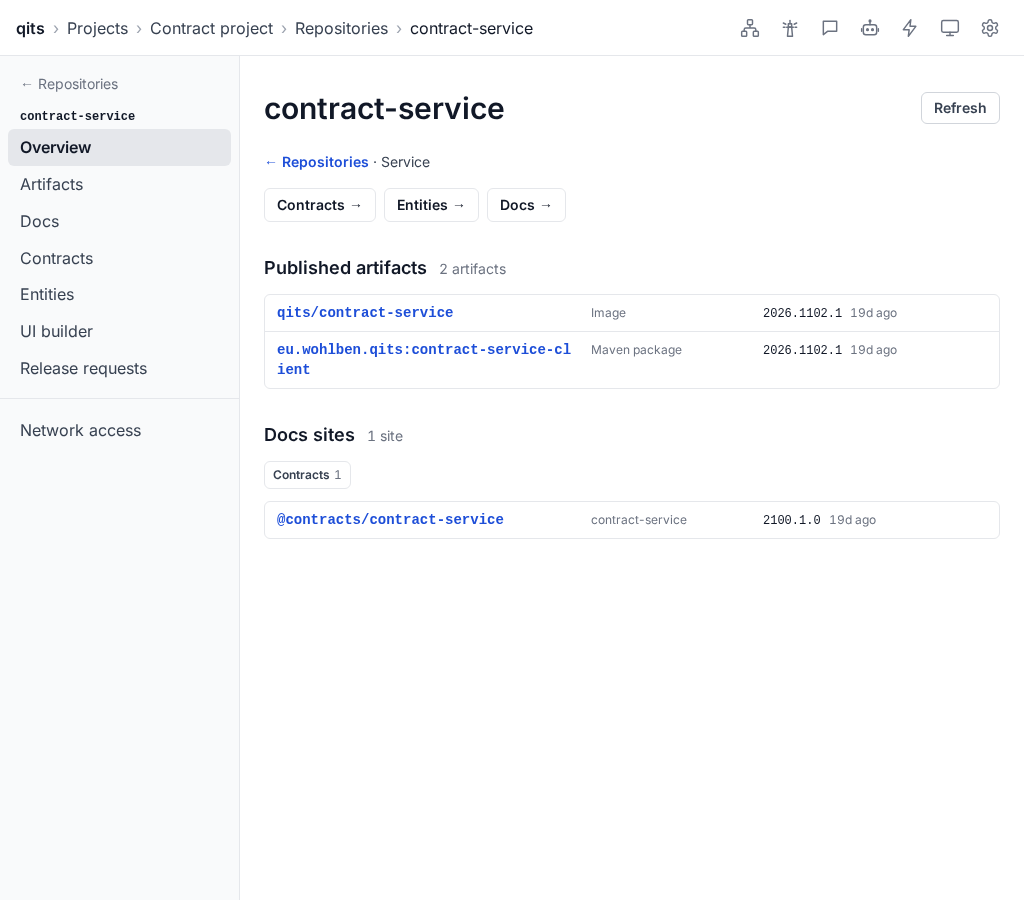 qits › Projects › Contract project › Repositories › contract-service
← Repositories
contract-service
Overview
Artifacts
Docs
Contracts
Entities
UI builder
Release requests
Network access
contract-service
Refresh
← Repositories · Service
Contracts →
Entities →
Docs →
Published artifacts 2 artifacts
qits/contract-service Image 2026.1102.1 19d ago
eu.wohlben.qits:contract-service-cl Maven package 2026.1102.1 19d ago
ient
Docs sites 1 site
Contracts 1
@contracts/contract-service contract-service 2100.1.0 19d ago